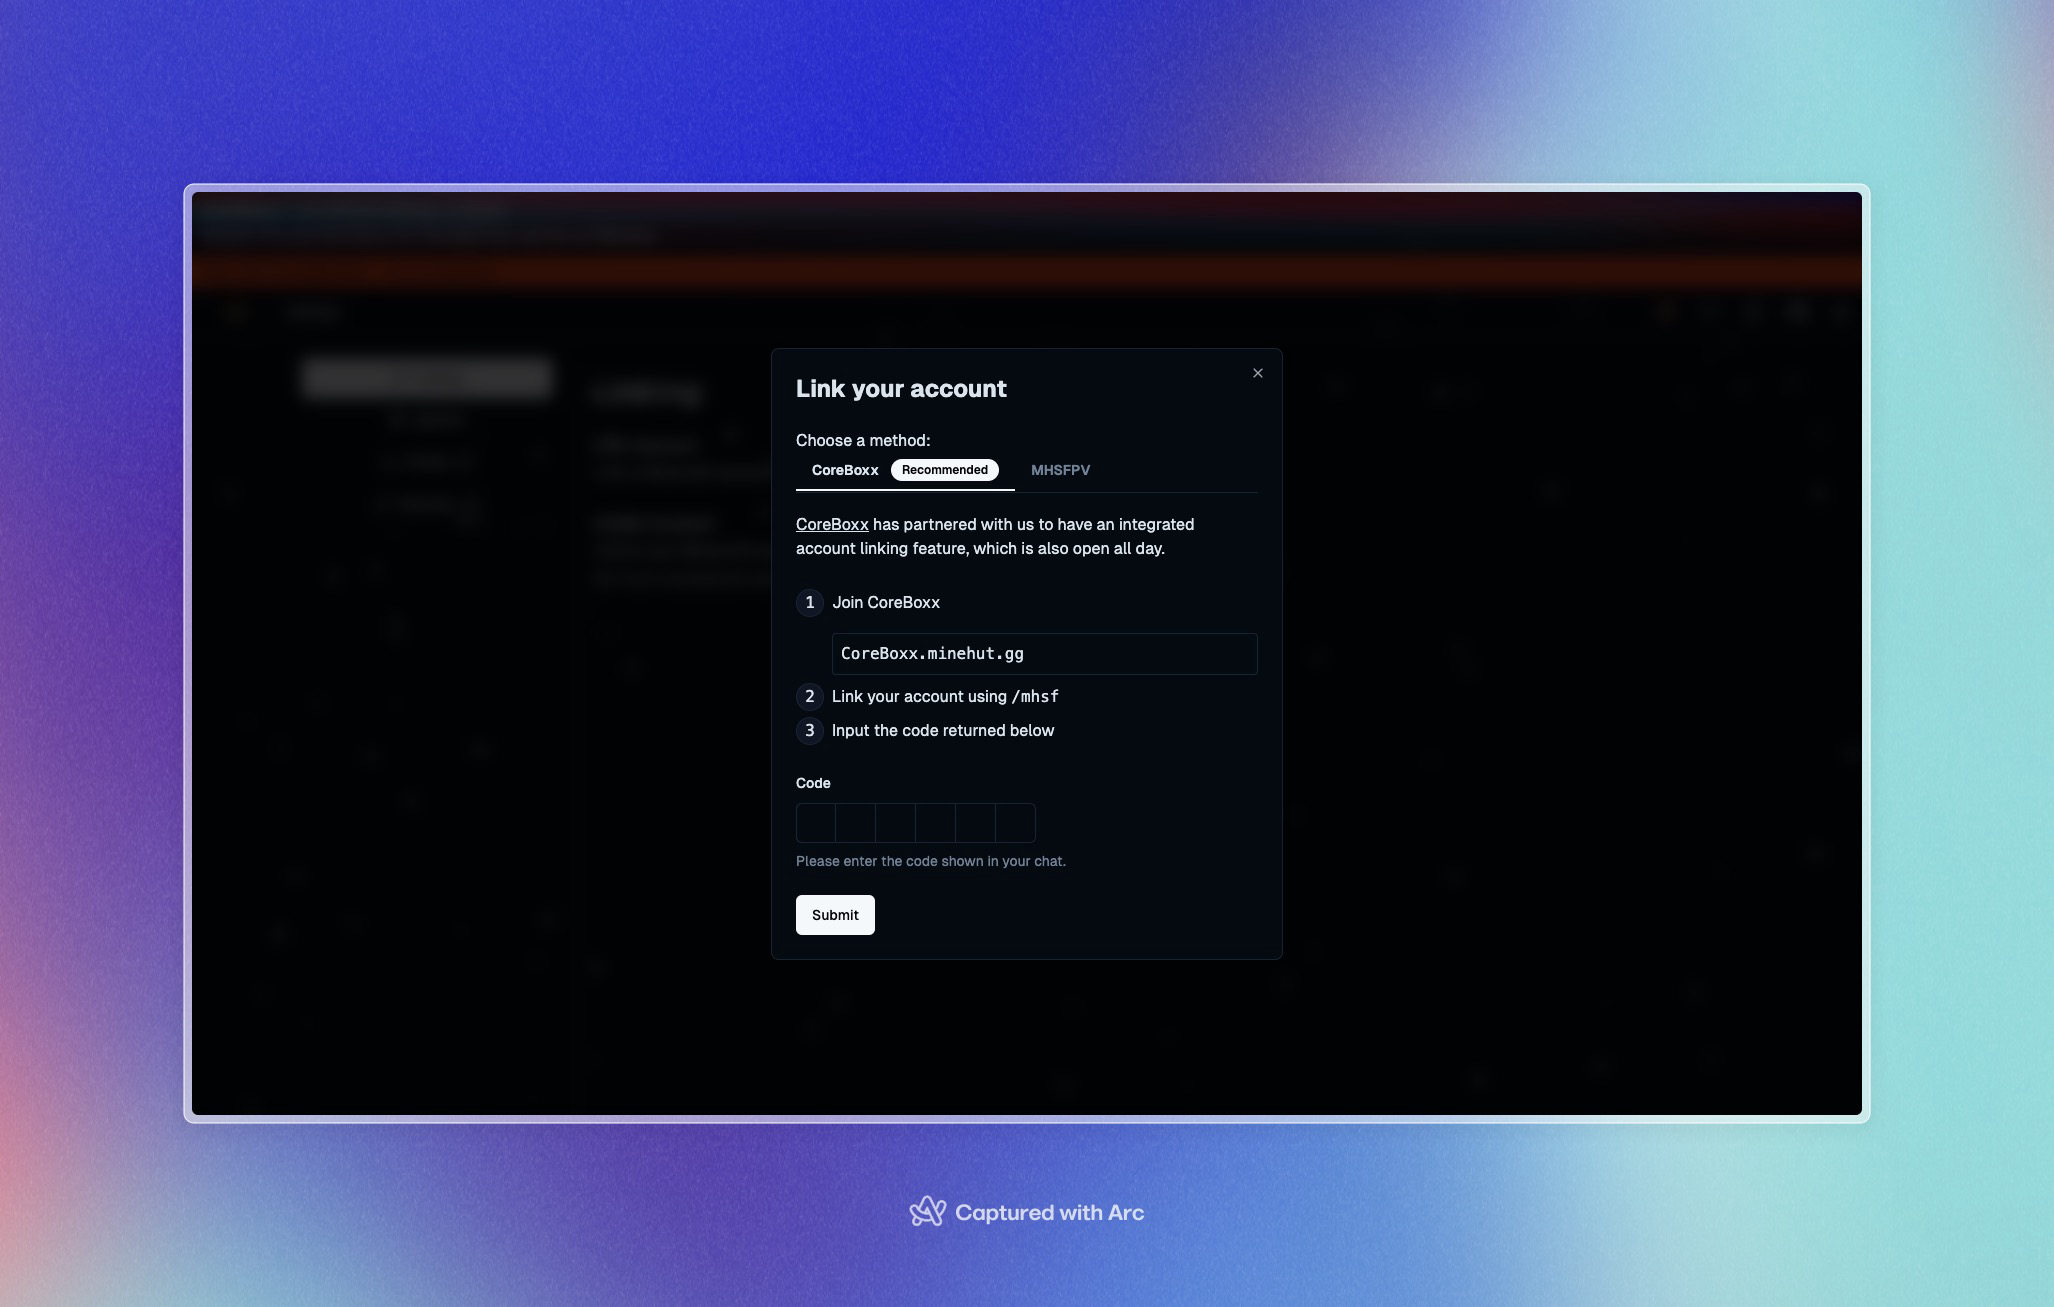 Link your account
Choose a method:
CoreBoxx Recommended MHSFPV
CoreBoxx has partnered with us to have an integrated
account linking feature, which is also open all day.
1 Join CoreBoxx
CoreBoxx.minehut.gg
2 Link your account using /mhsf
3 Input the code returned below
Code
Please enter the code shown in your chat.
Submit
Captured with Arc